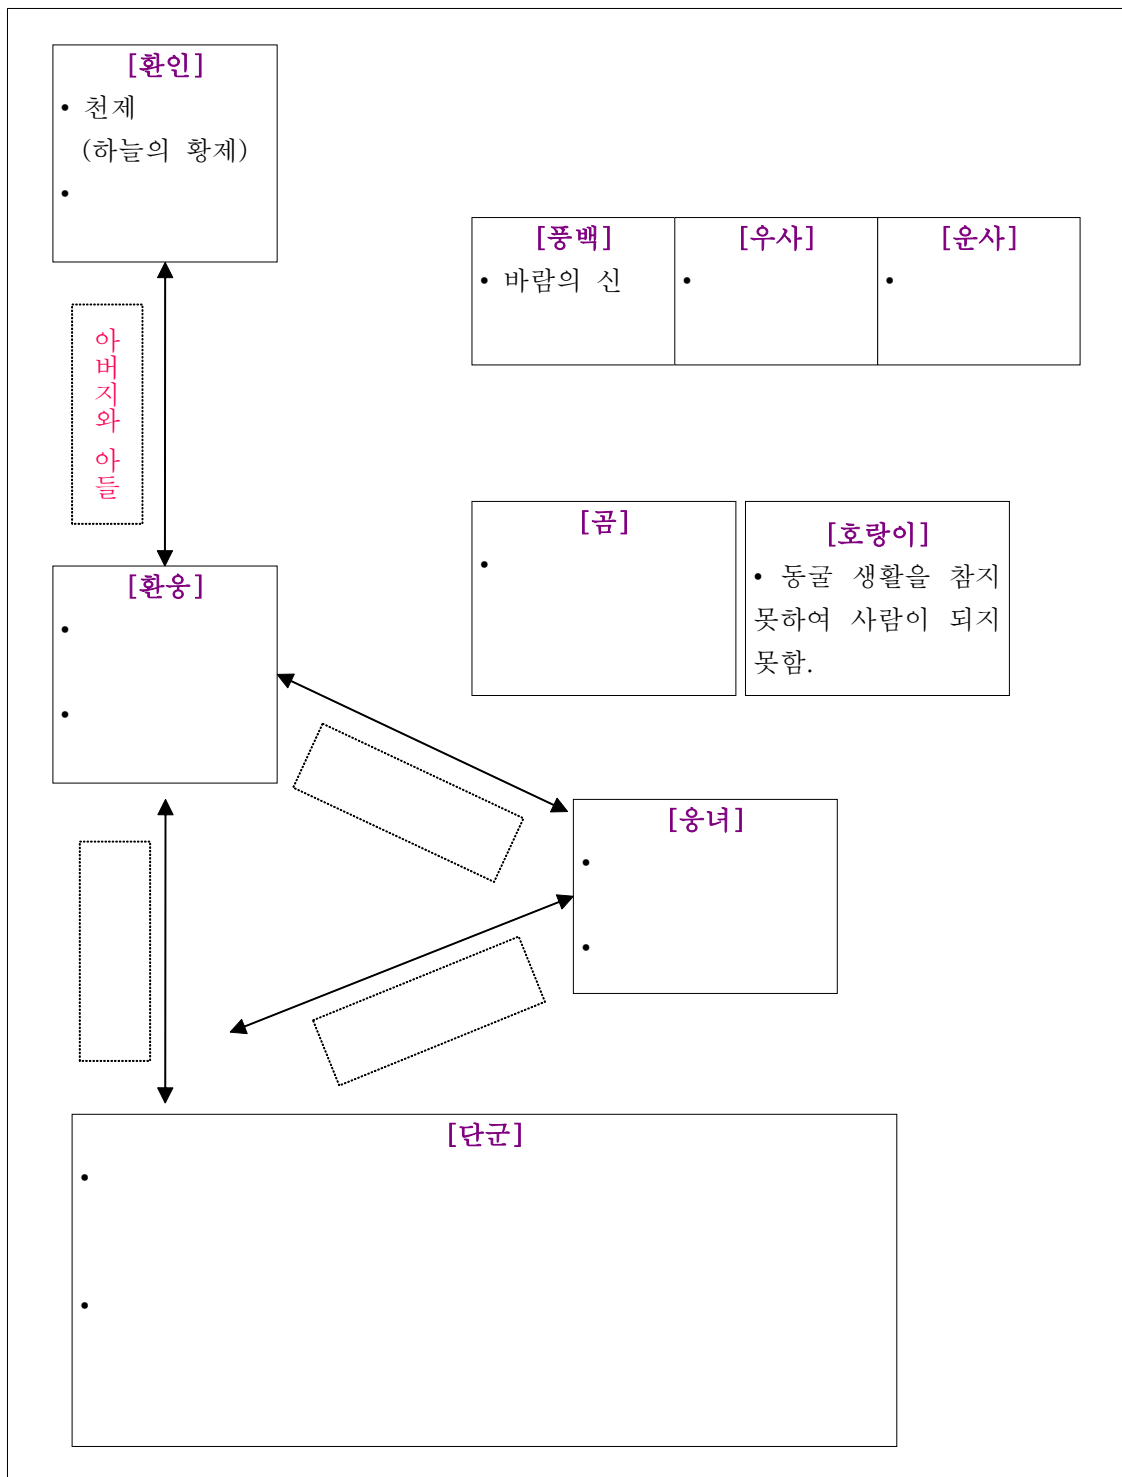 [환인]
• 천제
(하늘의 황제)
•
[풍백]
• 바람의 신
[우사]
•
[운사]
•
아버지와 아들
[곰]
•
[호랑이]
• 동굴 생활을 참지
못하여 사람이 되지
못함.
[환웅]
•
•
[웅녀]
•
•
[단군]
•
•